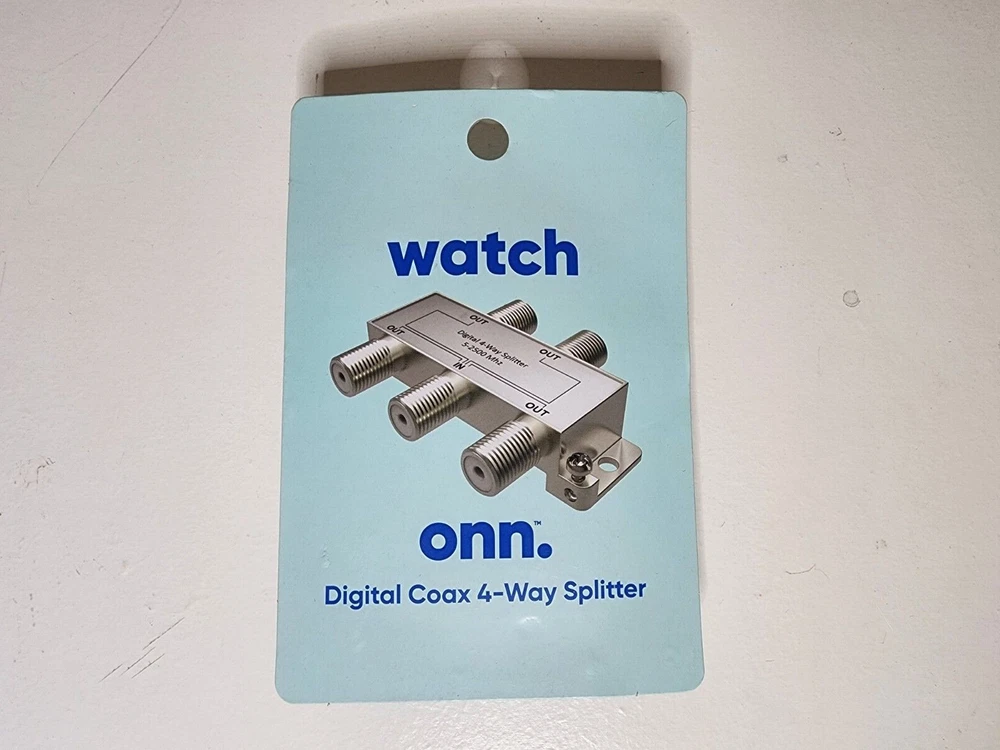 watch
OUT
OUT
Digital 4-Way Splitter
5-2500 Mhz
IN
OUT
OUT
onn.™
Digital Coax 4-Way Splitter